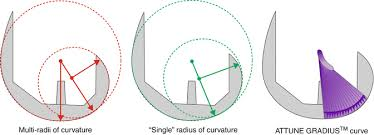 Multi-radii of curvature
"Single" radius of curvature
ATTUNE GRADIUS™ curve